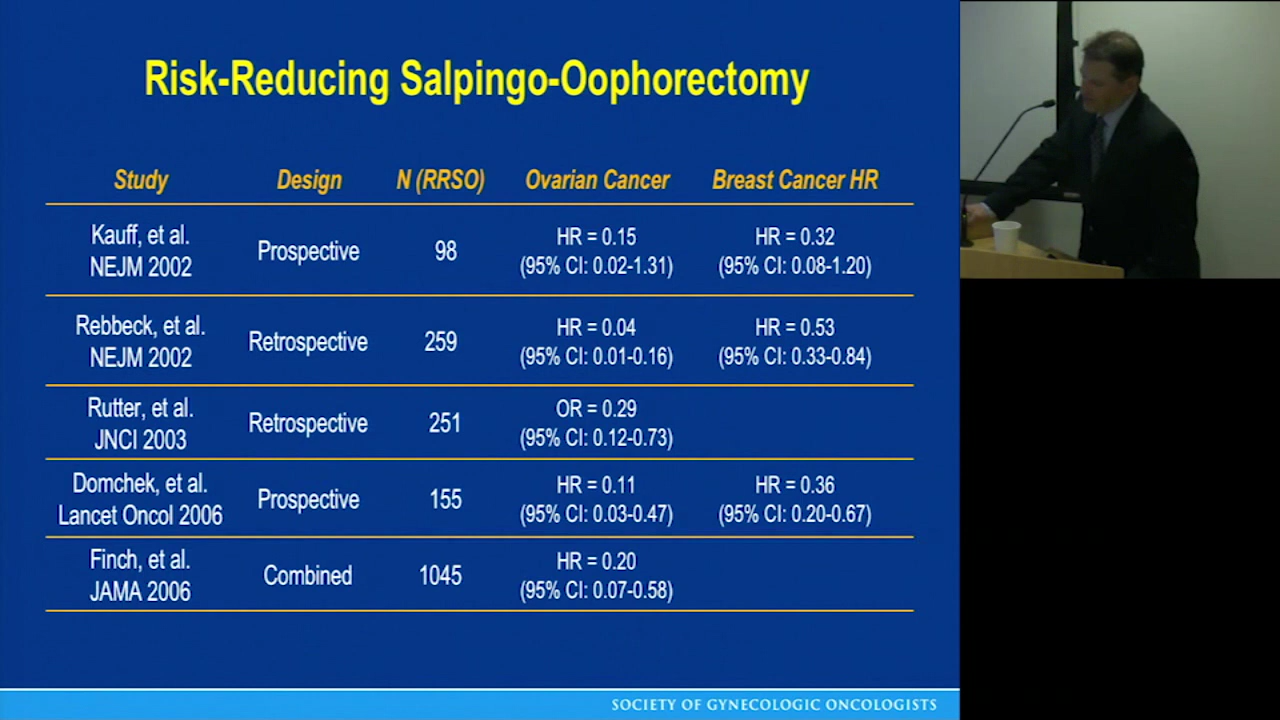 Risk-Reducing Salpingo-Oophorectomy
Study Design N (RRSO) Ovarian Cancer Breast Cancer HR
Kauff, et al.
NEJM 2002
Prospective
98
HR = 0.15
(95% CI: 0.02-1.31)
HR = 0.32
(95% CI: 0.08-1.20)
Rebbeck, et al.
NEJM 2002
Retrospective
259
HR = 0.04
(95% CI: 0.01-0.16)
HR = 0.53
(95% CI: 0.33-0.84)
Rutter, et al.
JNCI 2003
Retrospective
251
OR = 0.29
(95% CI: 0.12-0.73)
Domchek, et al.
Lancet Oncol 2006
Prospective
155
HR = 0.11
(95% CI: 0.03-0.47)
HR = 0.36
(95% CI: 0.20-0.67)
Finch, et al.
JAMA 2006
Combined
1045
HR = 0.20
(95% CI: 0.07-0.58)
SOCIETY OF GYNECOLOGIC ONCOLOGISTS